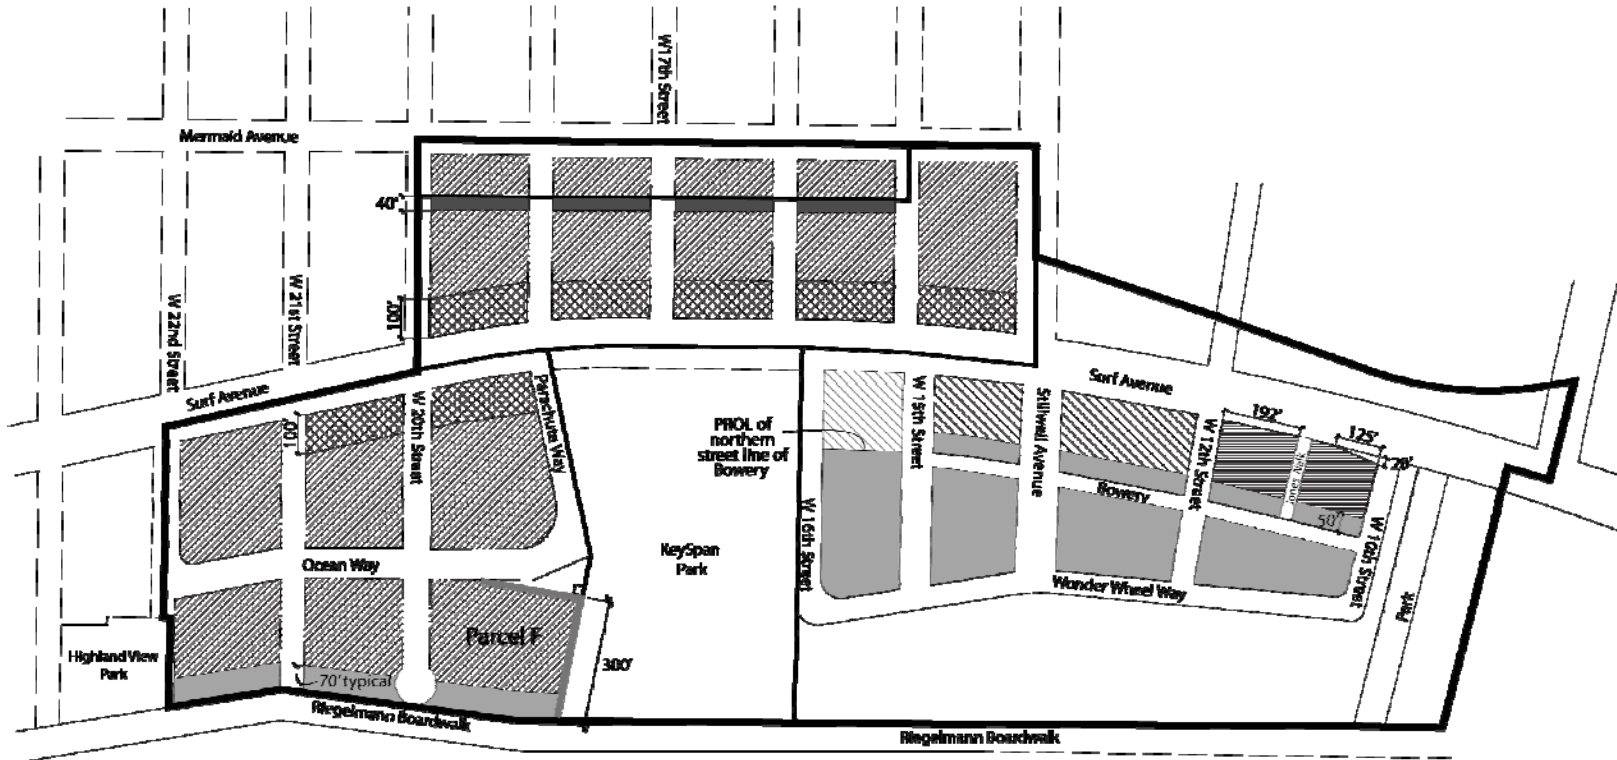 W 17th Street
Mermaid Avenue
40'
W 22nd Street
W 21st Street
100'
Surf Avenue
W 20th Street
Parachute Way
100'
PROL of
northern
street line of
Bowery
W 15th Street
Stillwell Avenue
Surf Avenue
W 12th Street
192'
Jones Walk
125'
28'
50'
Bowery
W 10th Street
W 16th Street
KeySpan
Park
Ocean Way
Wonder Wheel Way
Park
Parcel F
300'
Highland View
Park
70' typical
Riegelmann Boardwalk
Riegelmann Boardwalk